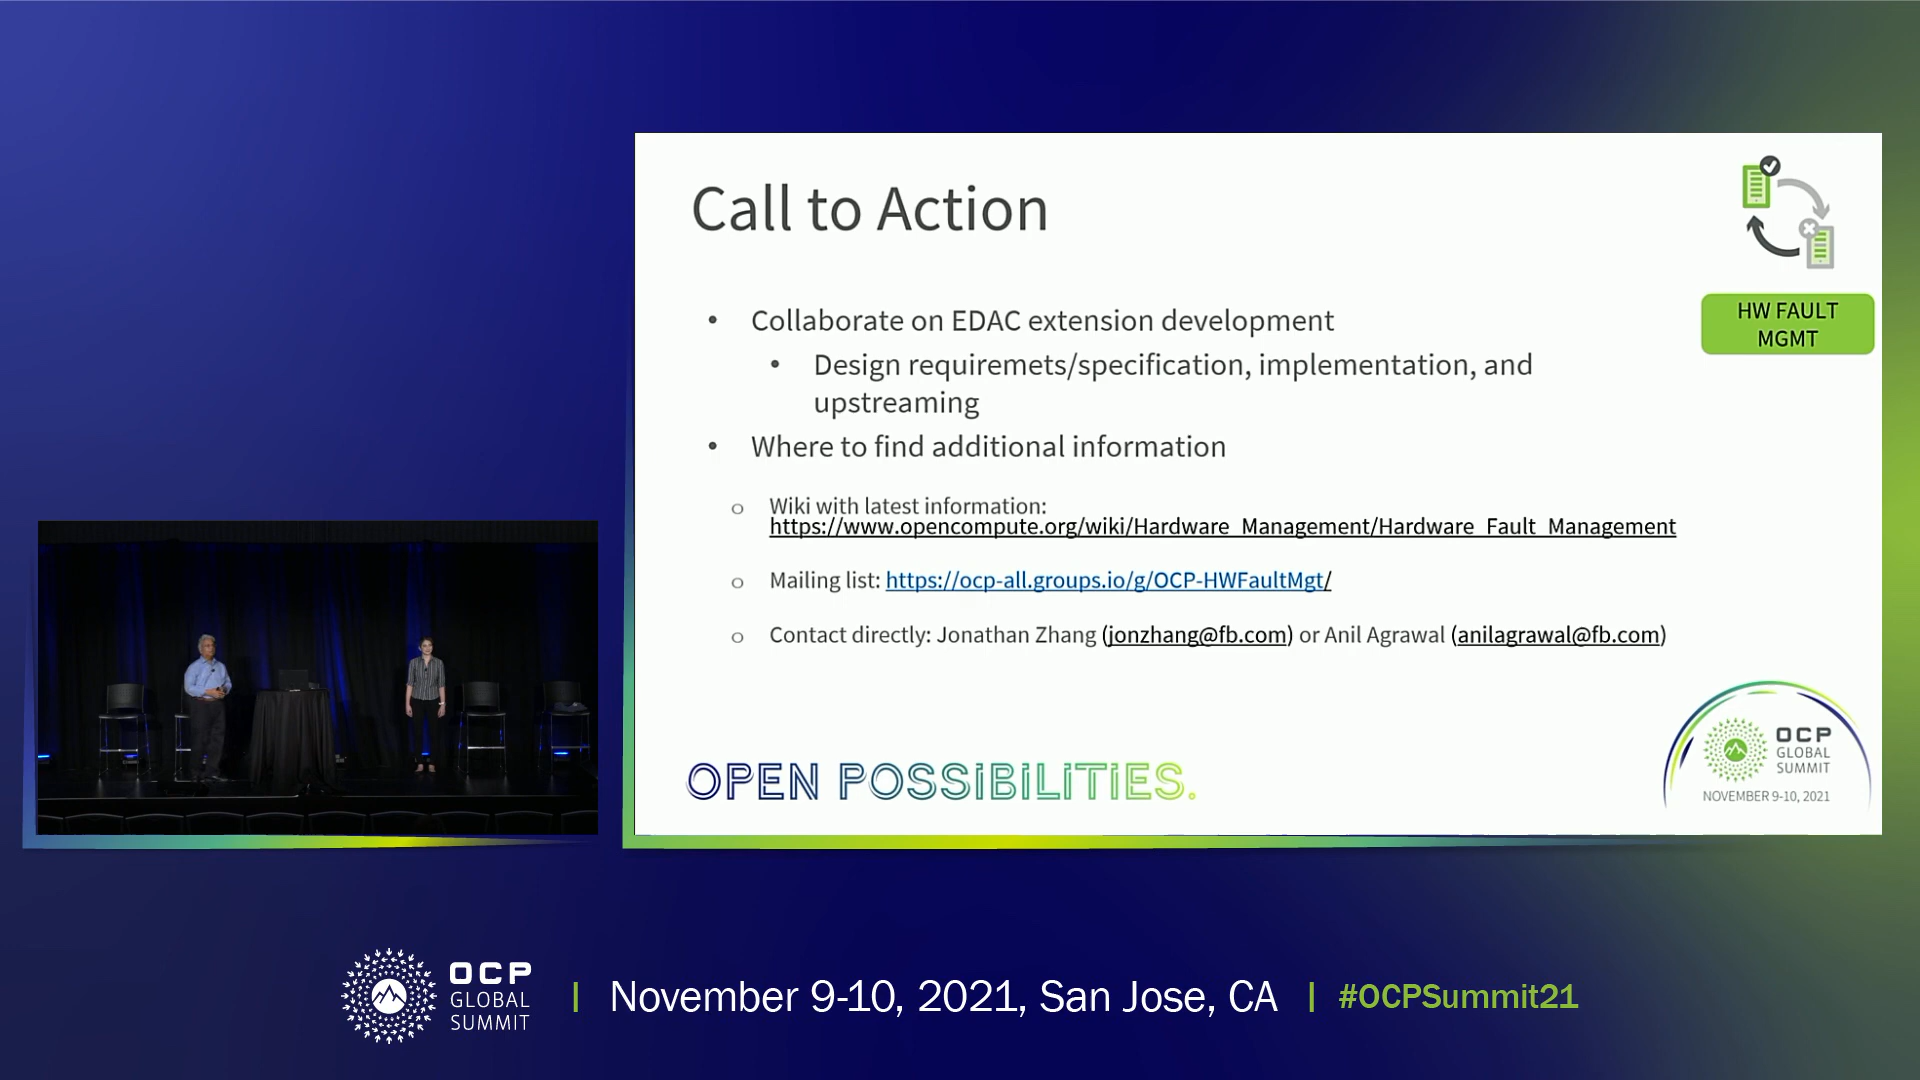 Call to Action
HW FAULT
MGMT
• Collaborate on EDAC extension development
• Design requiremets/specification, implementation, and
upstreaming
• Where to find additional information
o Wiki with latest information:
https://www.opencompute.org/wiki/Hardware_Management/Hardware_Fault_Management
o Mailing list: https://ocp-all.groups.io/g/OCP-HWFaultMgt/
o Contact directly: Jonathan Zhang (jonzhang@fb.com) or Anil Agrawal (anilagrawal@fb.com)
OPEN POSSIBILITIES.
OCP
GLOBAL
SUMMIT
NOVEMBER 9-10, 2021
OCP
GLOBAL
SUMMIT
| November 9-10, 2021, San Jose, CA | #OCPSummit21